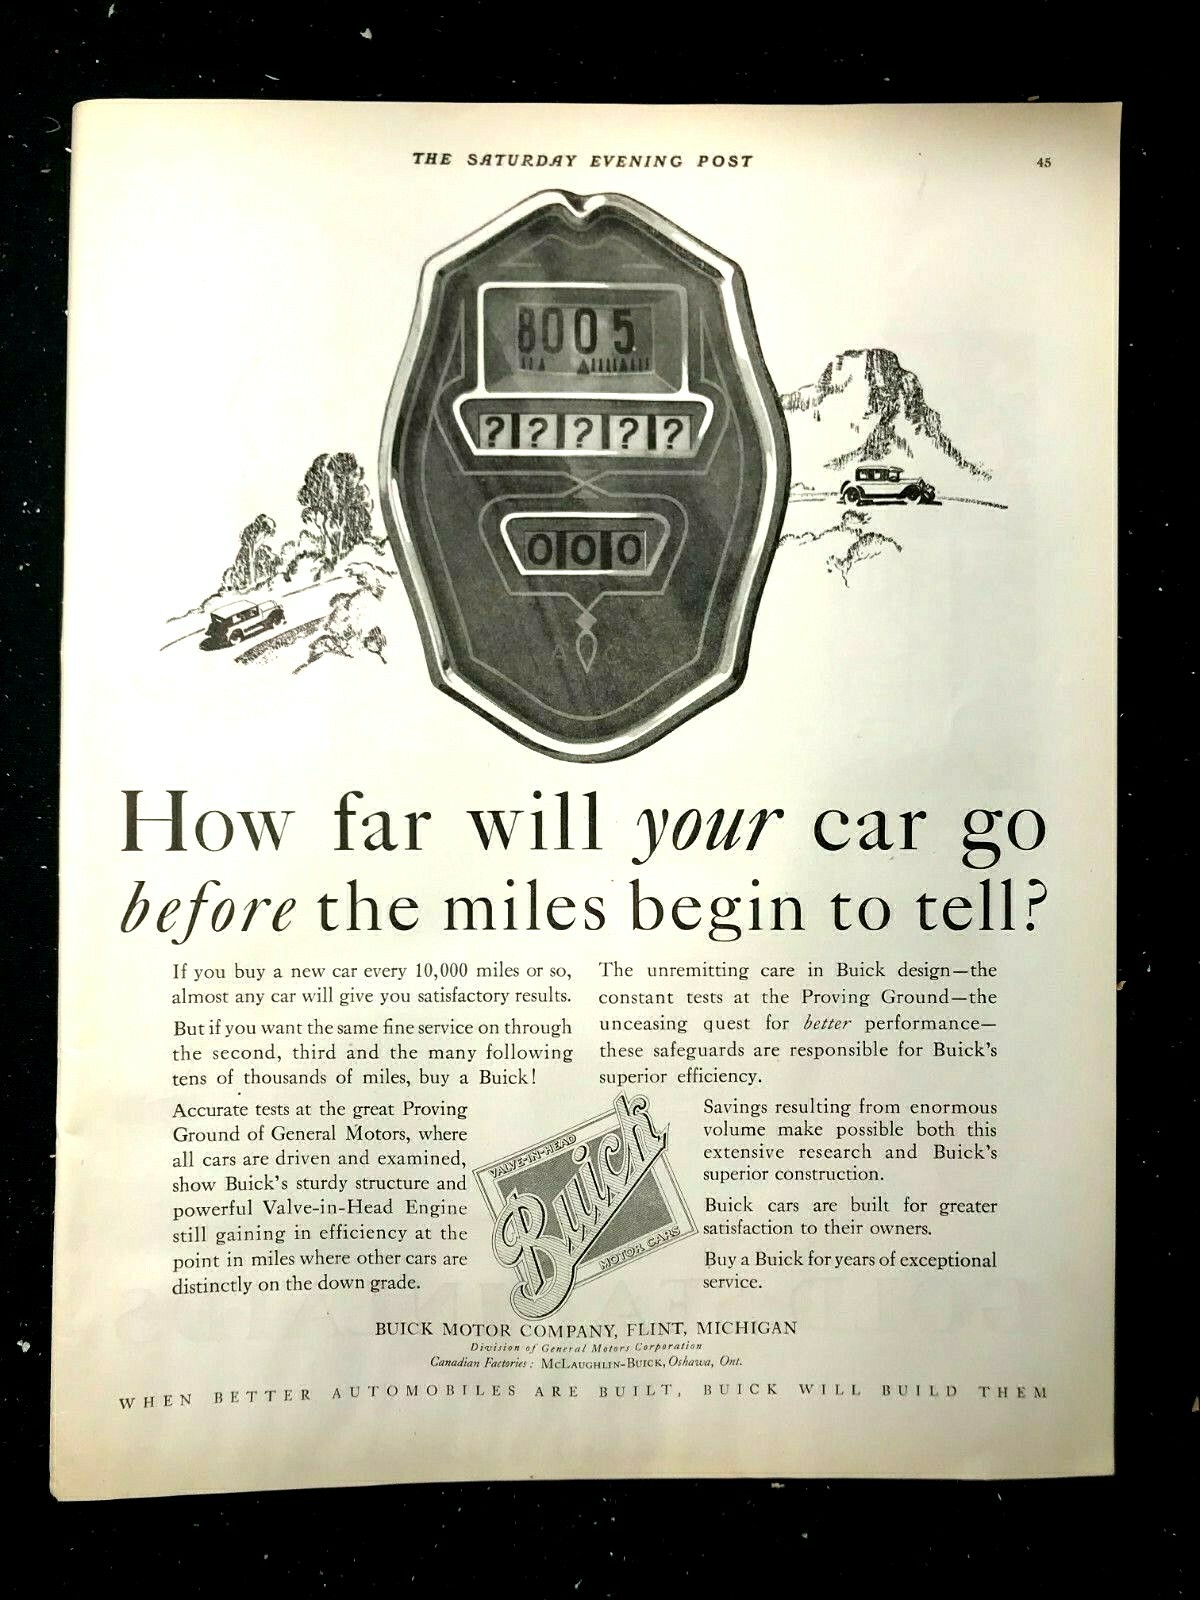 THE SATURDAY EVENING POST
45
80 0 5
? ? ? ? ?
0 0 0
A C
How far will your car go
before the miles begin to tell?
If you buy a new car every 10,000 miles or so,
almost any car will give you satisfactory results.
But if you want the same fine service on through
the second, third and the many following
tens of thousands of miles, buy a Buick!
Accurate tests at the great Proving
Ground of General Motors, where
all cars are driven and examined,
show Buick's sturdy structure and
powerful Valve-in-Head Engine
still gaining in efficiency at the
point in miles where other cars are
distinctly on the down grade.
The unremitting care in Buick design—the
constant tests at the Proving Ground—the
unceasing quest for better performance—
these safeguards are responsible for Buick's
superior efficiency.
Savings resulting from enormous
volume make possible both this
extensive research and Buick's
superior construction.
Buick cars are built for greater
satisfaction to their owners.
Buy a Buick for years of exceptional
service.
VALVE-IN-HEAD
Buick
MOTOR CARS
BUICK MOTOR COMPANY, FLINT, MICHIGAN
Division of General Motors Corporation
Canadian Factories: McLAUGHLIN-BUICK, Oshawa, Ont.
WHEN BETTER AUTOMOBILES ARE BUILT, BUICK WILL BUILD THEM